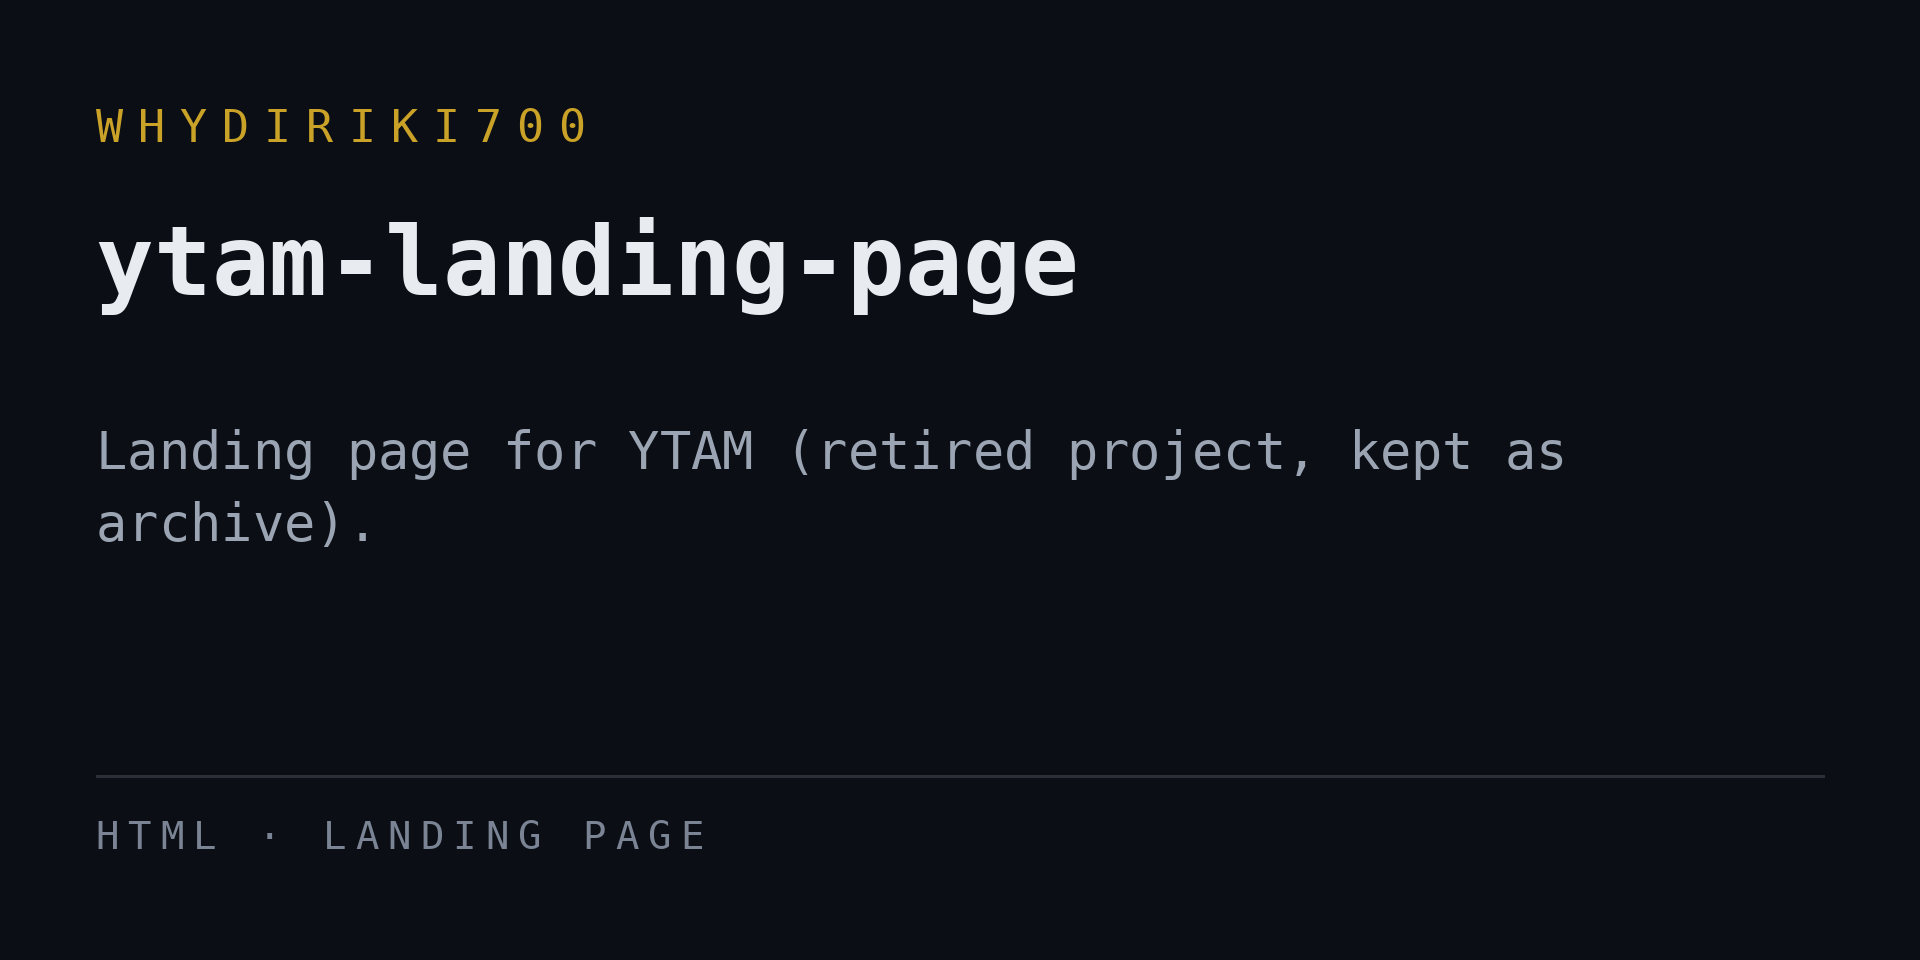 WHYDIRIKI700
ytam-landing-page
Landing page for YTAM (retired project, kept as
archive).
HTML · LANDING PAGE